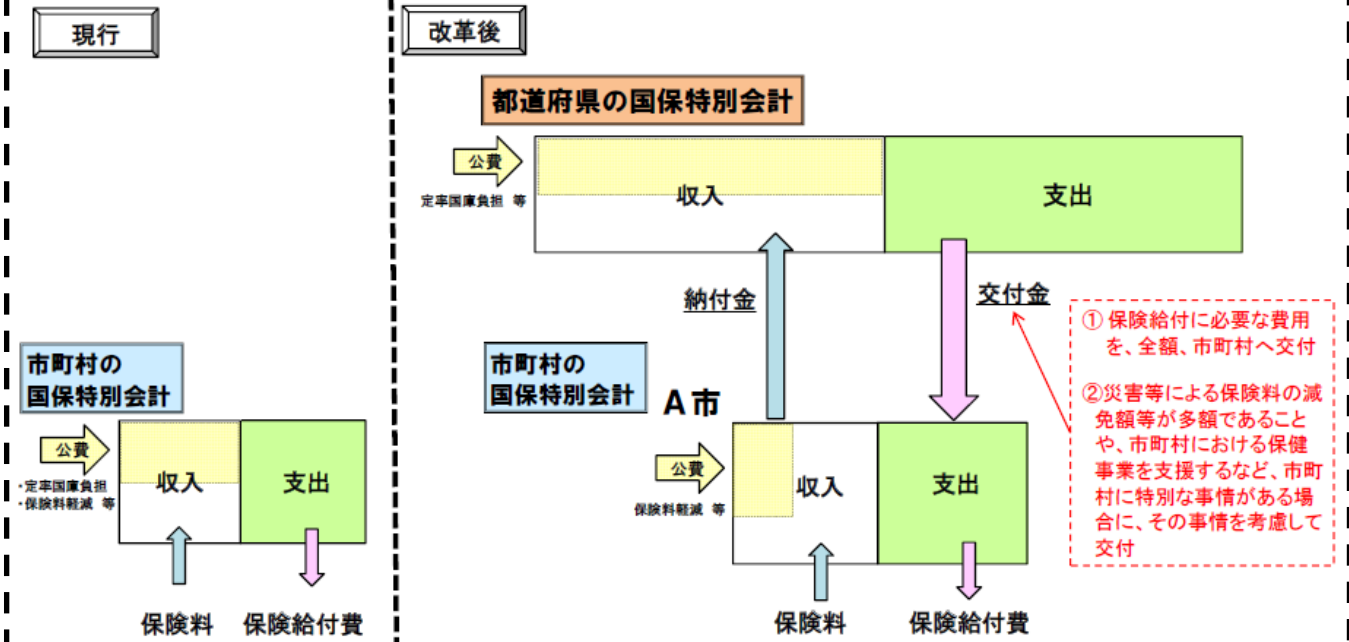 現行
市町村の
国保特別会計
公費
・定率国庫負担
・保険料軽減 等
収入
支出
保険料
保険給付費
改革後
都道府県の国保特別会計
公費
定率国庫負担 等
収入
支出
納付金
交付金
① 保険給付に必要な費用
を、全額、市町村へ交付
②災害等による保険料の減
免額等が多額であること
や、市町村における保健
事業を支援するなど、市町
村に特別な事情がある場
合に、その事情を考慮して
交付
市町村の
国保特別会計
A市
公費
保険料軽減 等
収入
支出
保険料
保険給付費